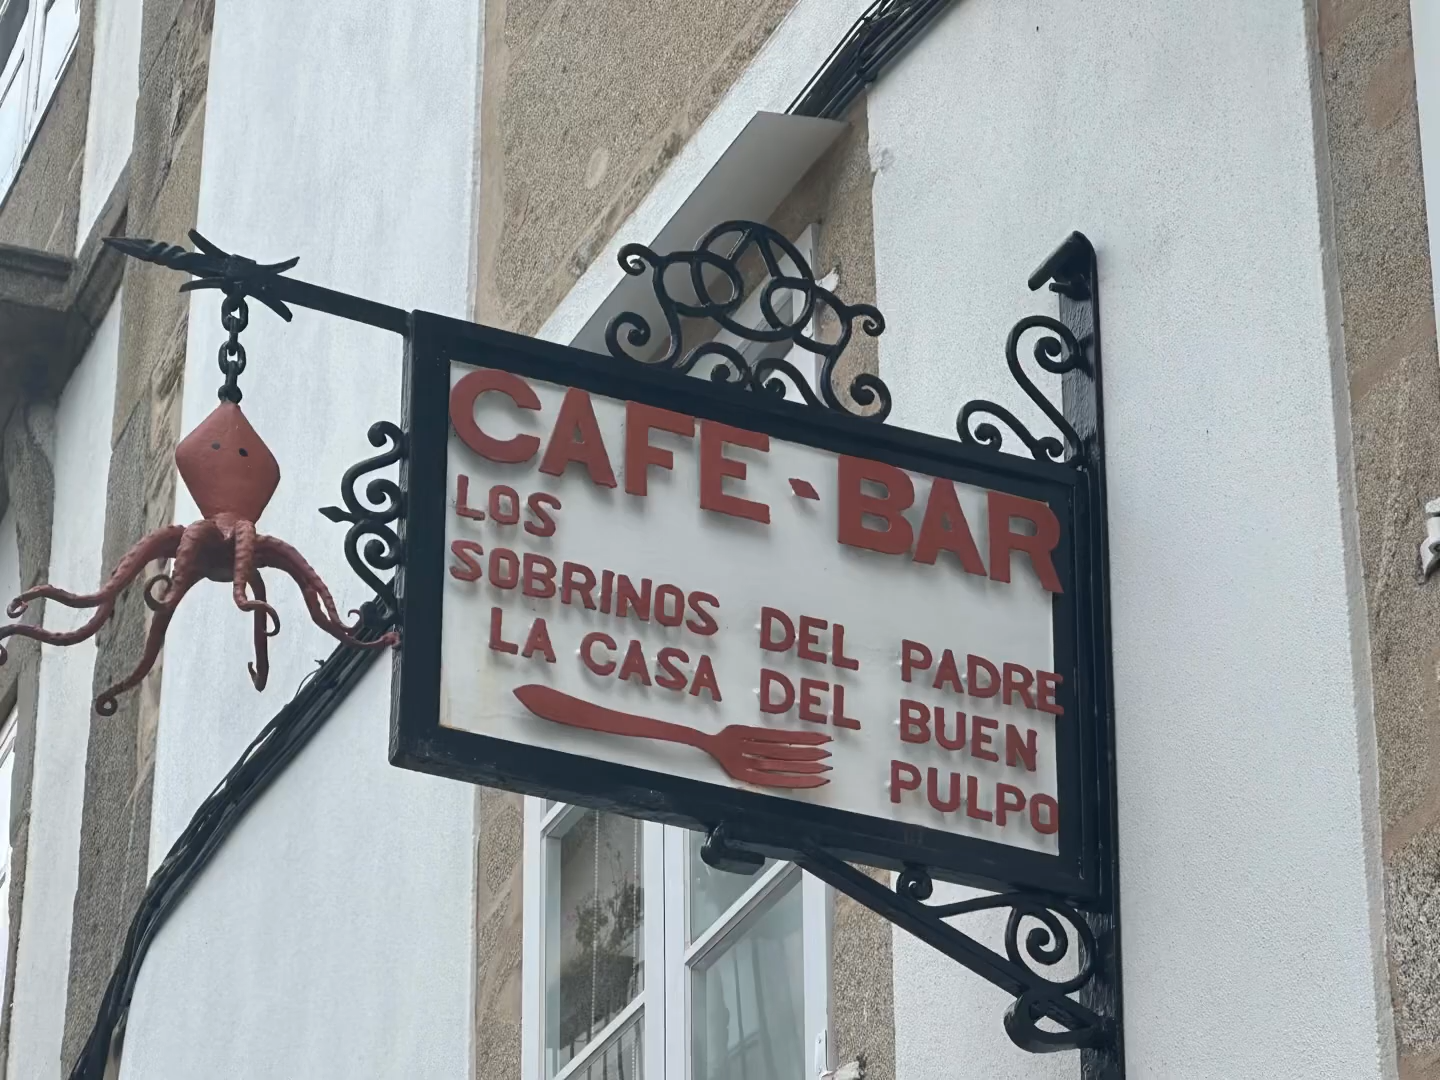 CAFE-BAR
LOS
SOBRINOS DEL PADRE
LA CASA DEL BUEN
PULPO